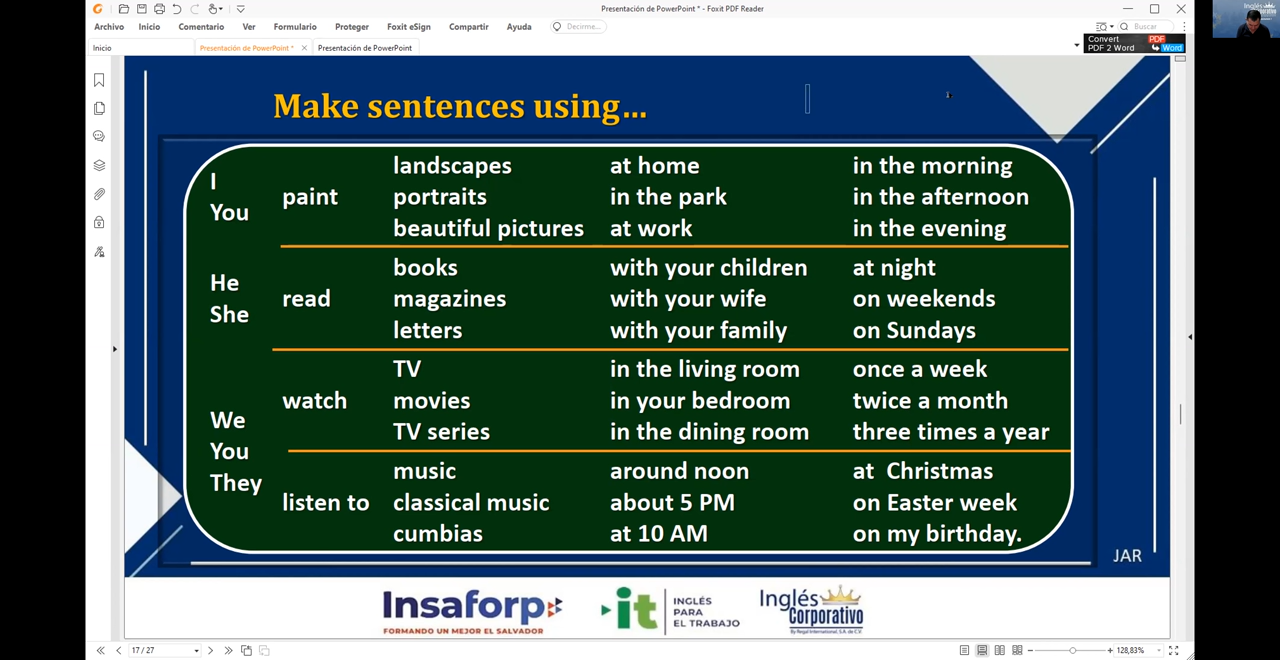 Presentación de PowerPoint * - Foxit PDF Reader
Archivo Inicio Comentario Ver Formulario Proteger Foxit eSign Compartir Ayuda Decirme... Buscar
Inicio Presentación de PowerPoint * × Presentación de PowerPoint
Convert PDF
PDF 2 Word Word
Inglés
Corporativo
Make sentences using...
landscapes at home in the morning
I
paint portraits in the park in the afternoon
You
beautiful pictures at work in the evening
books with your children at night
He
read magazines with your wife on weekends
She
letters with your family on Sundays
TV in the living room once a week
watch movies in your bedroom twice a month
We
TV series in the dining room three times a year
You
music around noon at Christmas
They
listen to classical music about 5 PM on Easter week
cumbias at 10 AM on my birthday.
JAR
Insaforp
FORMANDO UN MEJOR EL SALVADOR
it
INGLÉS
PARA
EL TRABAJO
Inglés
Corporativo
By Regal International, S.A. de C.V.
17 / 27
128,83%